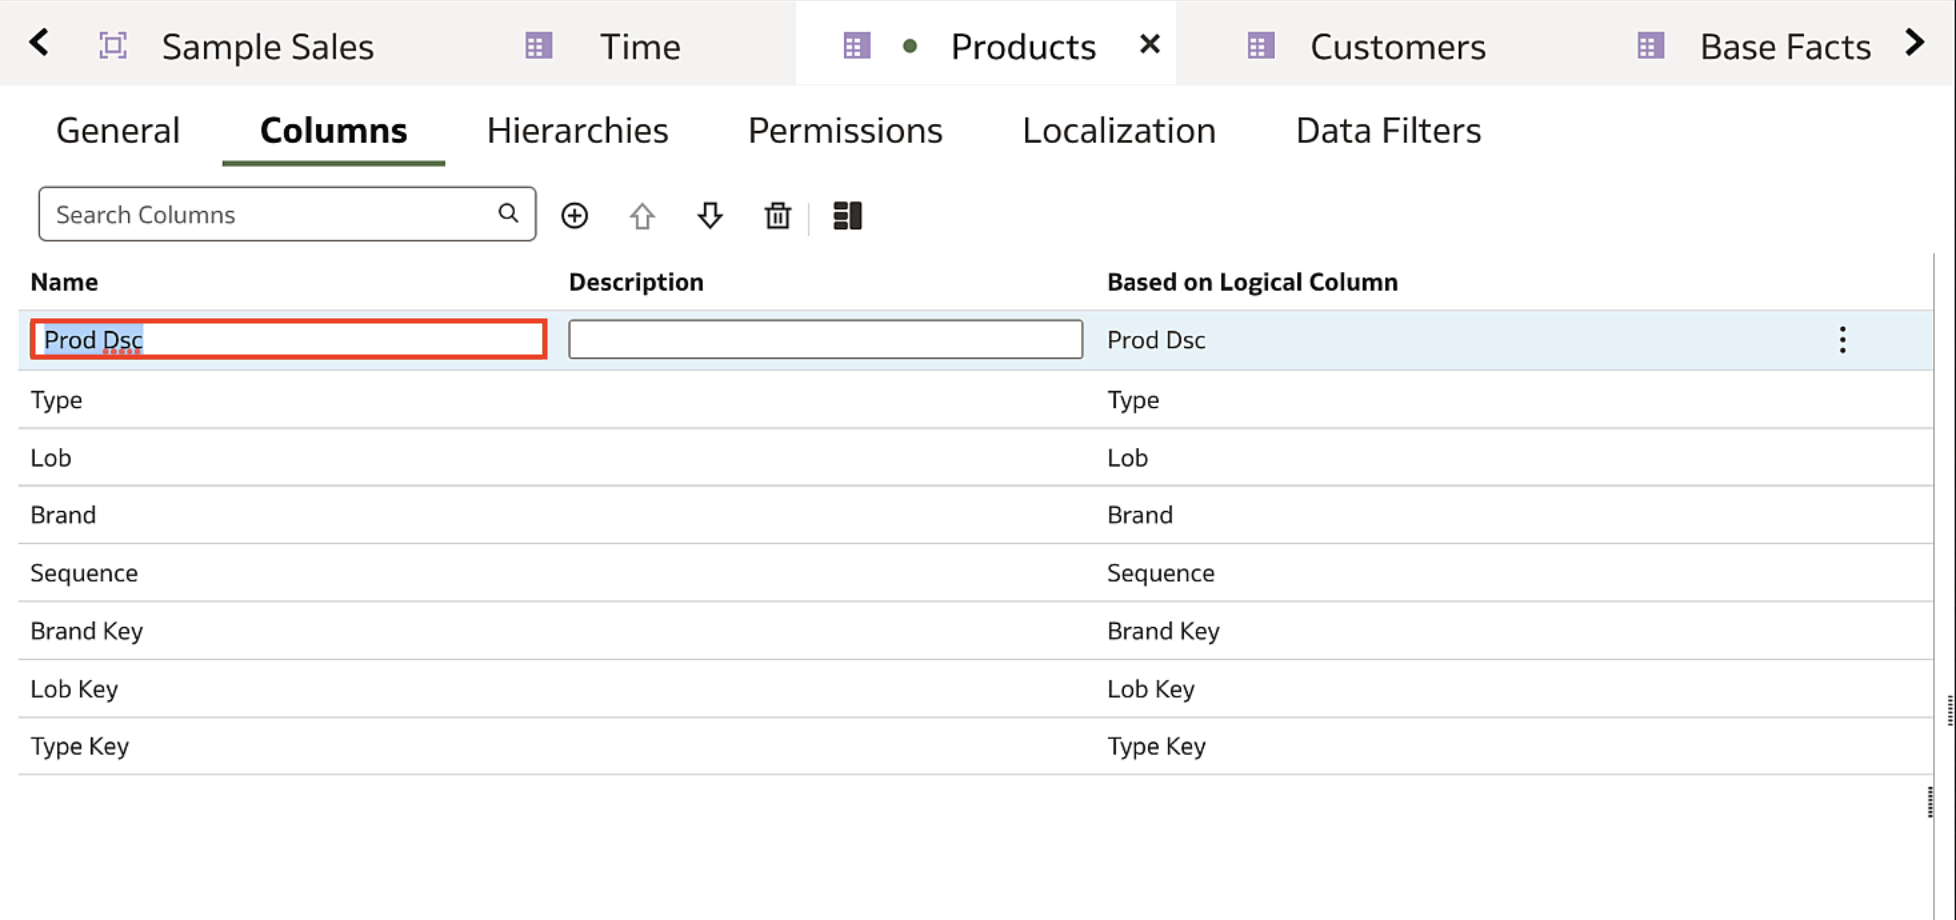 Sample Sales Time Products Customers Base Facts
General Columns Hierarchies Permissions Localization Data Filters
Search Columns
Name Description Based on Logical Column
Prod Dsc Prod Dsc
Type Type
Lob Lob
Brand Brand
Sequence Sequence
Brand Key Brand Key
Lob Key Lob Key
Type Key Type Key